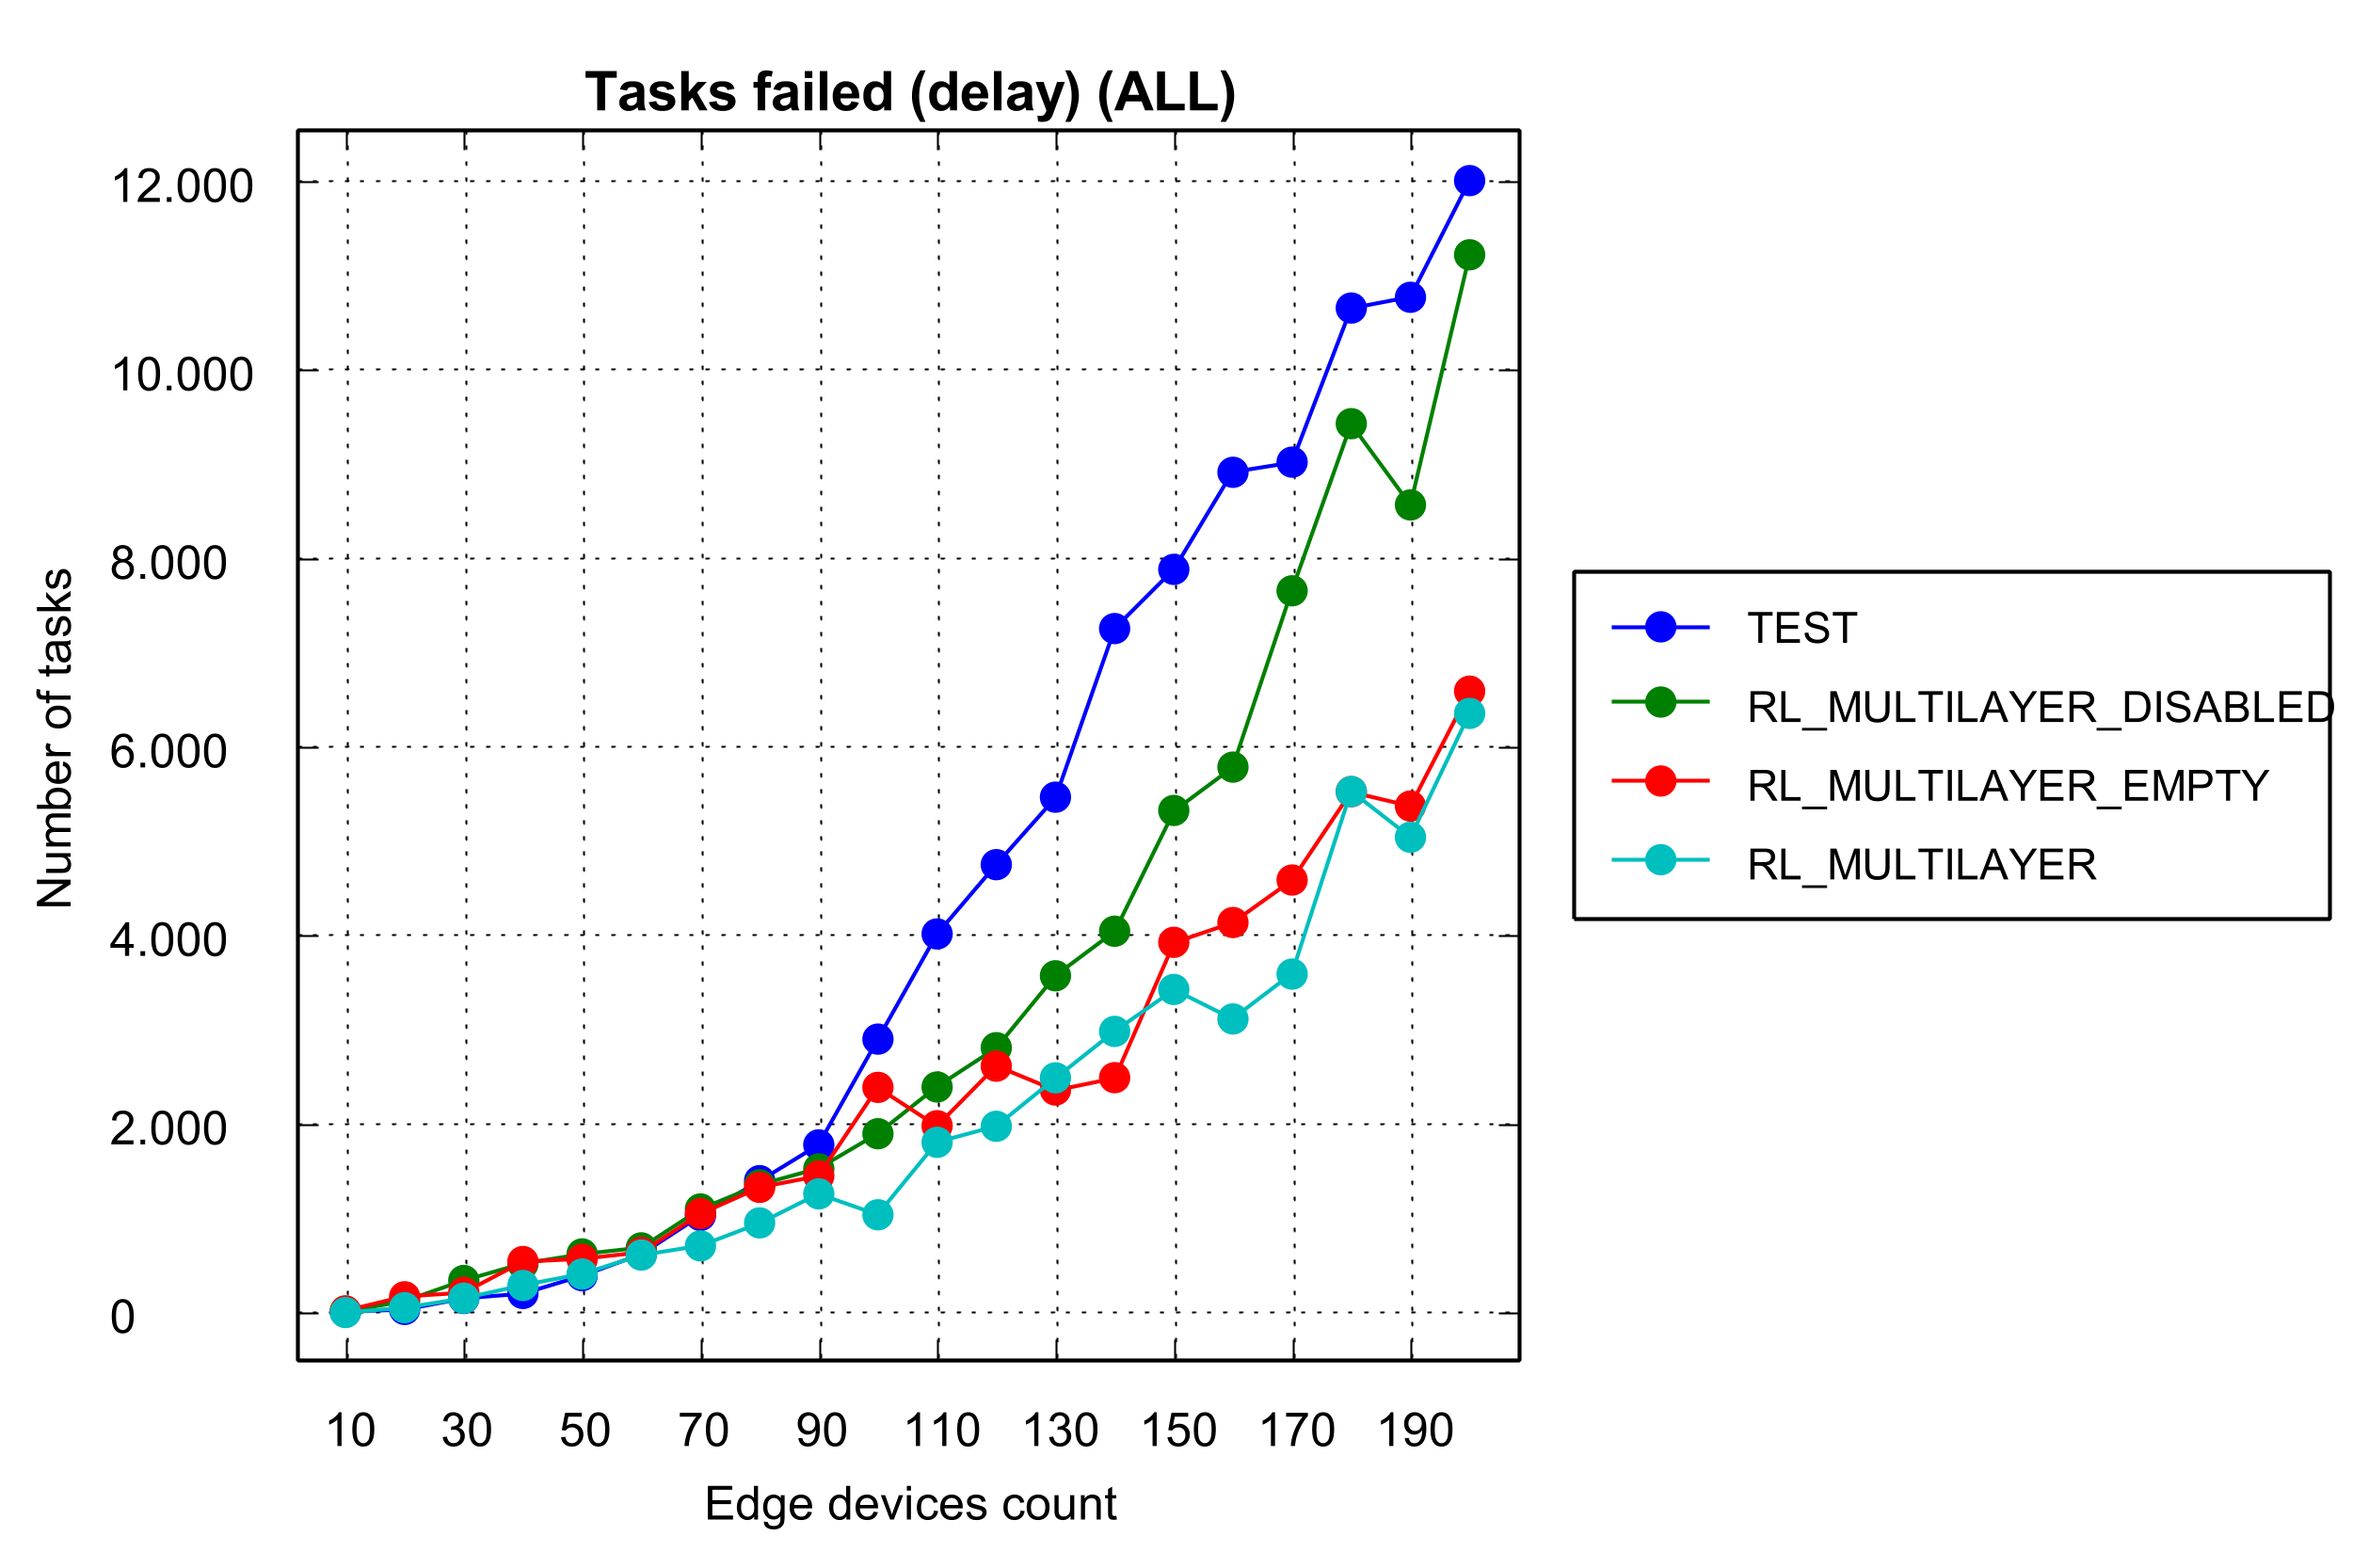 Tasks failed (delay) (ALL)
12.000
10.000
8.000
6.000
4.000
2.000
0
Number of tasks
10 30 50 70 90 110 130 150 170 190
Edge devices count
TEST
RL_MULTILAYER_DISABLED
RL_MULTILAYER_EMPTY
RL_MULTILAYER